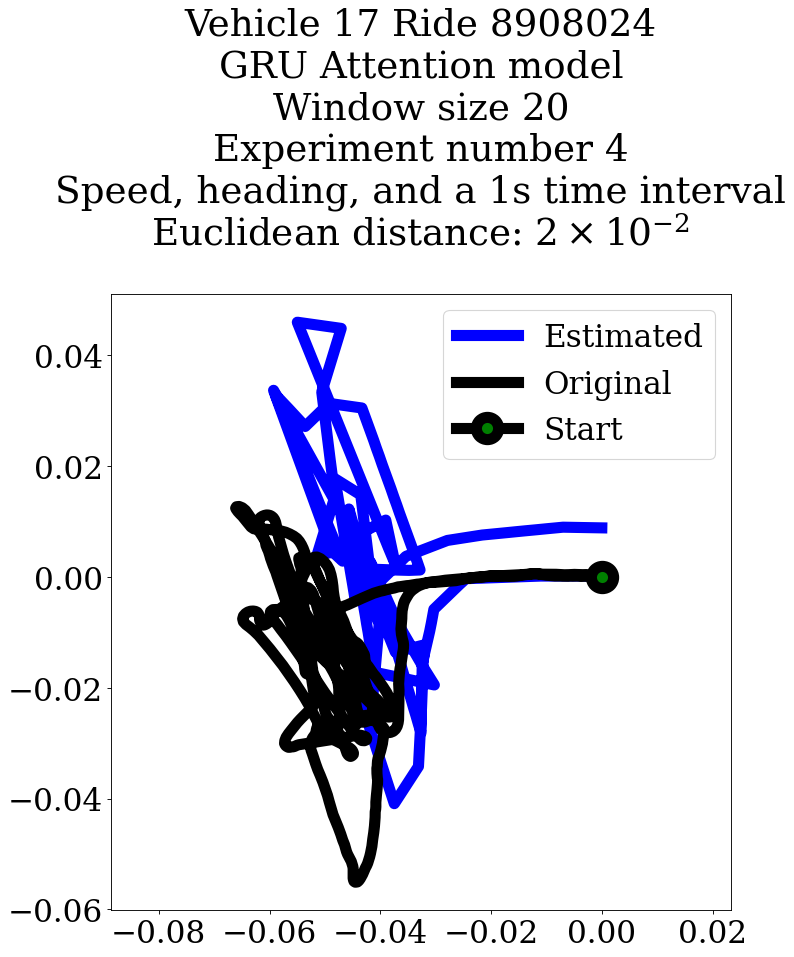 Vehicle 17 Ride 8908024
GRU Attention model
Window size 20
Experiment number 4
Speed, heading, and a 1s time interval
Euclidean distance: 2 × 10⁻²
Estimated
Original
Start
0.04
0.02
0.00
−0.02
−0.04
−0.06
−0.08 −0.06 −0.04 −0.02 0.00 0.02